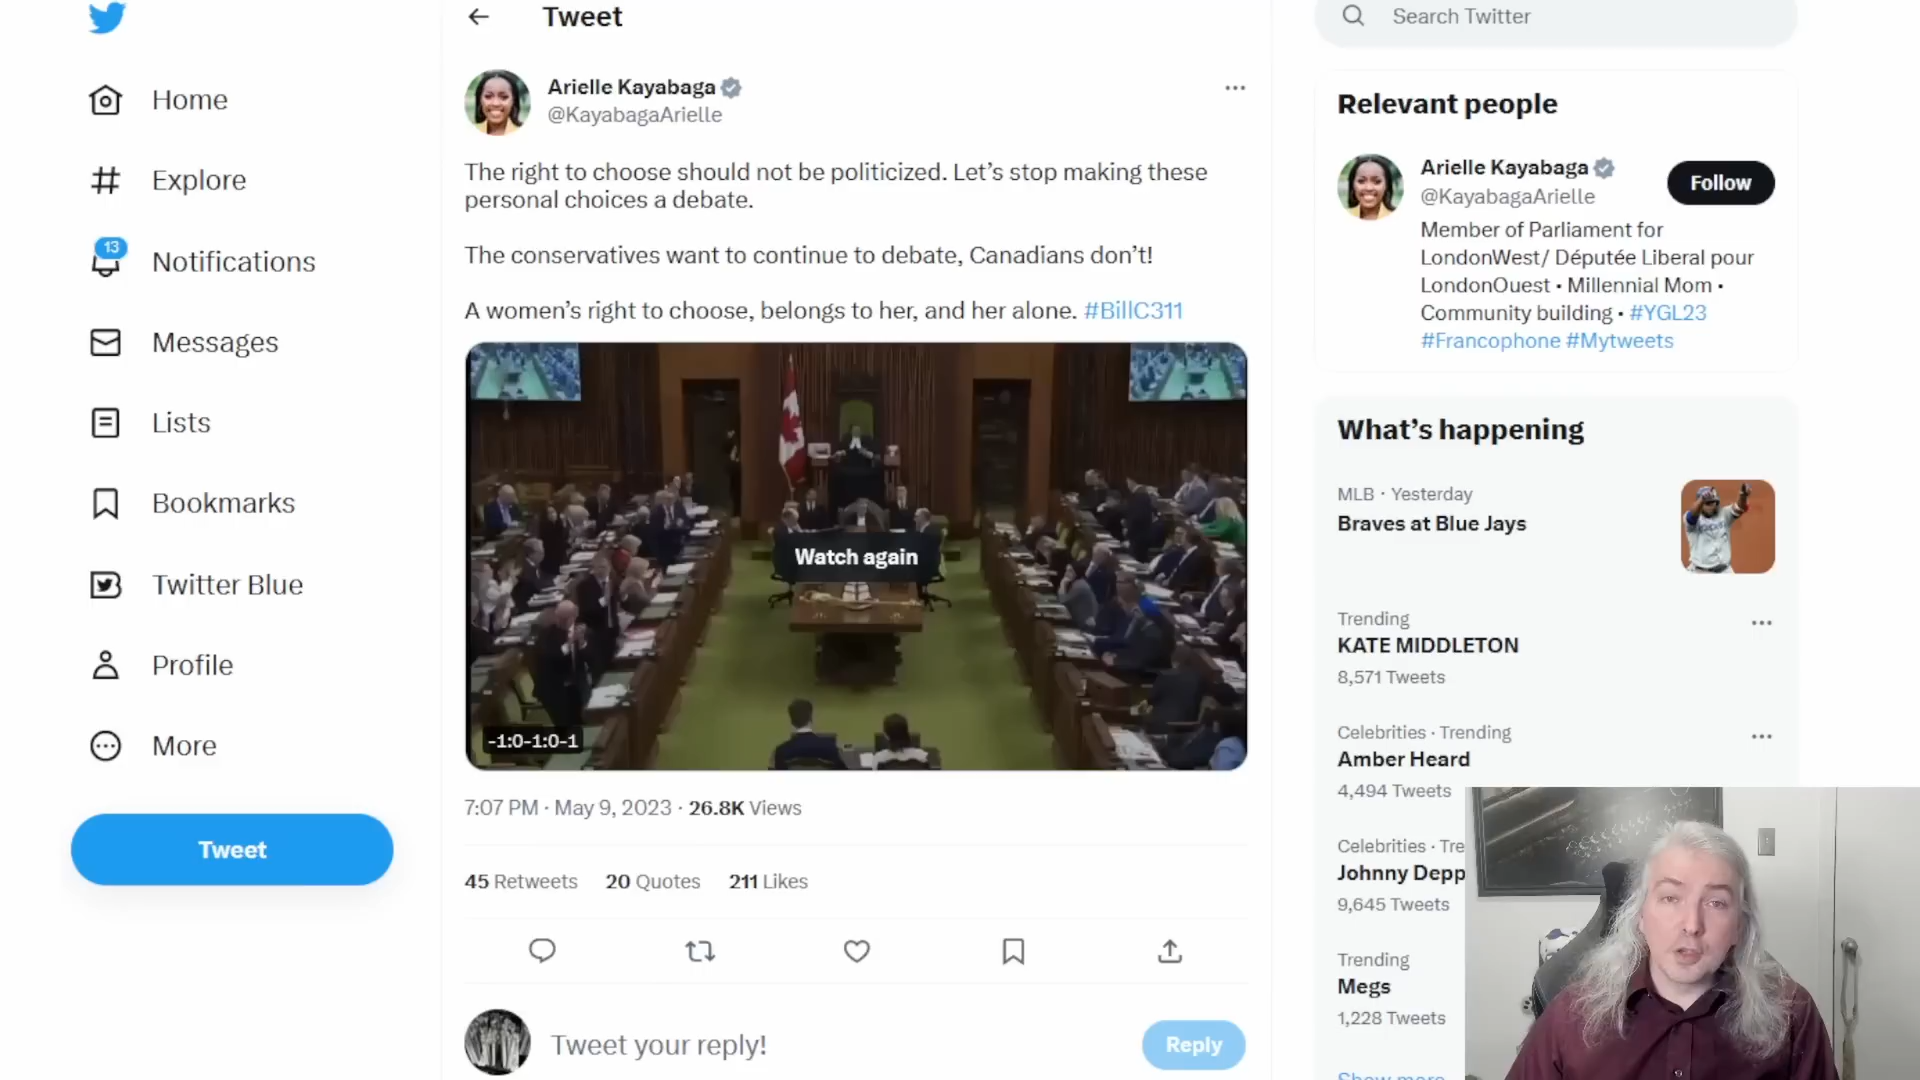 Home
Explore
13
Notifications
Messages
Lists
Bookmarks
Twitter Blue
Profile
More
Tweet
Tweet
Arielle Kayabaga
@KayabagaArielle
The right to choose should not be politicized. Let’s stop making these
personal choices a debate.
The conservatives want to continue to debate, Canadians don’t!
A women’s right to choose, belongs to her, and her alone. #BillC311
Watch again
-1:0-1:0-1
7:07 PM · May 9, 2023 · 26.8K Views
45 Retweets 20 Quotes 211 Likes
Tweet your reply!
Reply
Search Twitter
Relevant people
Arielle Kayabaga
@KayabagaArielle
Follow
Member of Parliament for
LondonWest/ Députée Liberal pour
LondonOuest • Millennial Mom •
Community building • #YGL23
#Francophone #Mytweets
What’s happening
MLB · Yesterday
Braves at Blue Jays
Trending
KATE MIDDLETON
8,571 Tweets
Celebrities · Trending
Amber Heard
4,494 Tweets
Celebrities · Tre
Johnny Depp
9,645 Tweets
Trending
Megs
1,228 Tweets
Show more